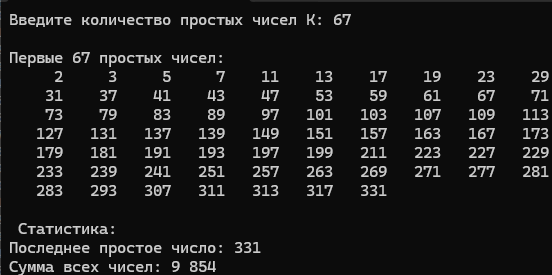 Введите количество простых чисел К: 67
Первые 67 простых чисел:
2 3 5 7 11 13 17 19 23 29
31 37 41 43 47 53 59 61 67 71
73 79 83 89 97 101 103 107 109 113
127 131 137 139 149 151 157 163 167 173
179 181 191 193 197 199 211 223 227 229
233 239 241 251 257 263 269 271 277 281
283 293 307 311 313 317 331
Статистика:
Последнее простое число: 331
Сумма всех чисел: 9 854